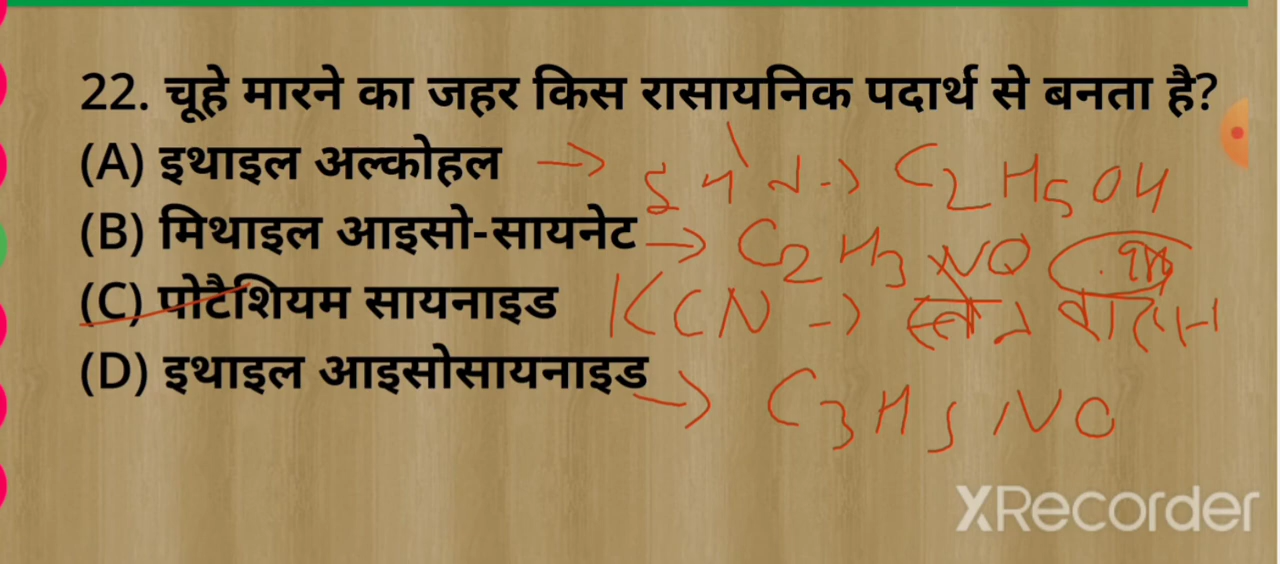 22. चूहे मारने का जहर किस रासायनिक पदार्थ से बनता है?
(A) इथाइल अल्कोहल → ईंधन -> C2H5OH
(B) मिथाइल आइसो-सायनेट → C2H3NO
(C) पोटैशियम सायनाइड KCN ->
(D) इथाइल आइसोसायनाइड → C3H5NO
XRecorder